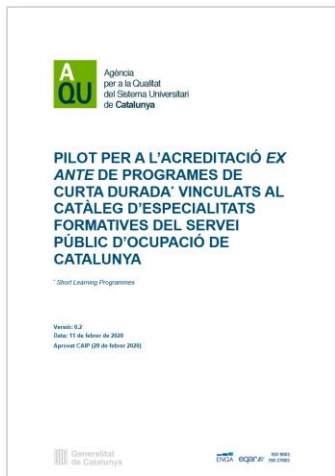 A
QU
Agència
per a la Qualitat
del Sistema Universitari
de Catalunya
PILOT PER A L'ACREDITACIÓ EX
ANTE DE PROGRAMES DE
CURTA DURADA* VINCULATS AL
CATÀLEG D'ESPECIALITATS
FORMATIVES DEL SERVEI
PÚBLIC D'OCUPACIÓ DE
CATALUNYA
* Short Learning Programmes
Versió: 0.2
Data: 11 de febrer de 2020
Aprovat CAIP (20 de febrer 2020)
Generalitat
de Catalunya
ENQA
eqar
ISO 9001
ISO 27001